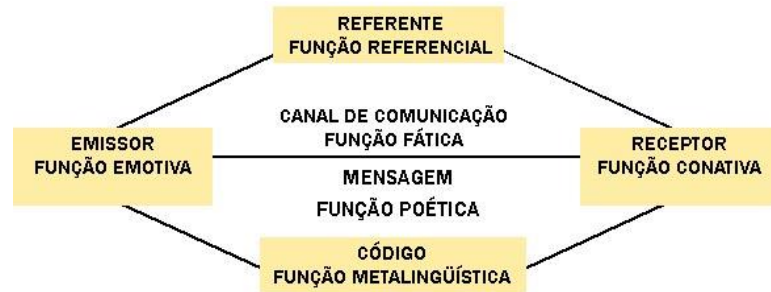 REFERENTE
FUNÇÃO REFERENCIAL
CANAL DE COMUNICAÇÃO
FUNÇÃO FÁTICA
EMISSOR
FUNÇÃO EMOTIVA
RECEPTOR
FUNÇÃO CONATIVA
MENSAGEM
FUNÇÃO POÉTICA
CÓDIGO
FUNÇÃO METALINGÜÍSTICA